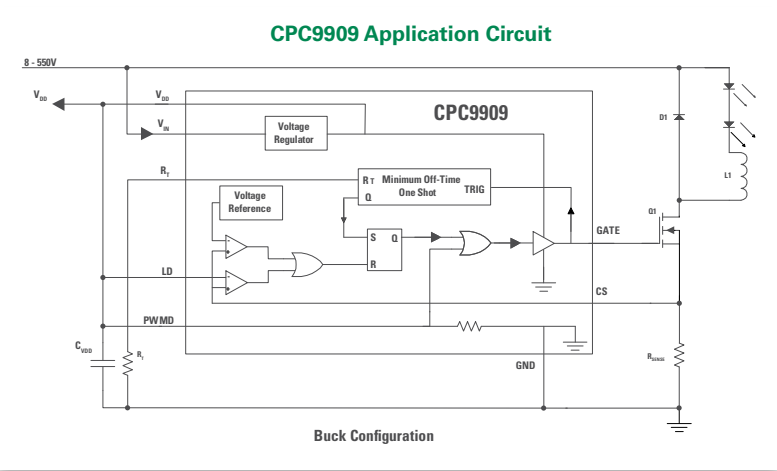 CPC9909 Application Circuit
8 - 550V
VDD
VDD
CPC9909
VIN
Voltage
Regulator
D1
L1
RT
RT Minimum Off-Time
One Shot
TRIG
Q
Voltage
Reference
Q1
S Q
R
GATE
LD
CS
PWMD
CVDD
RT
RSENSE
GND
Buck Configuration